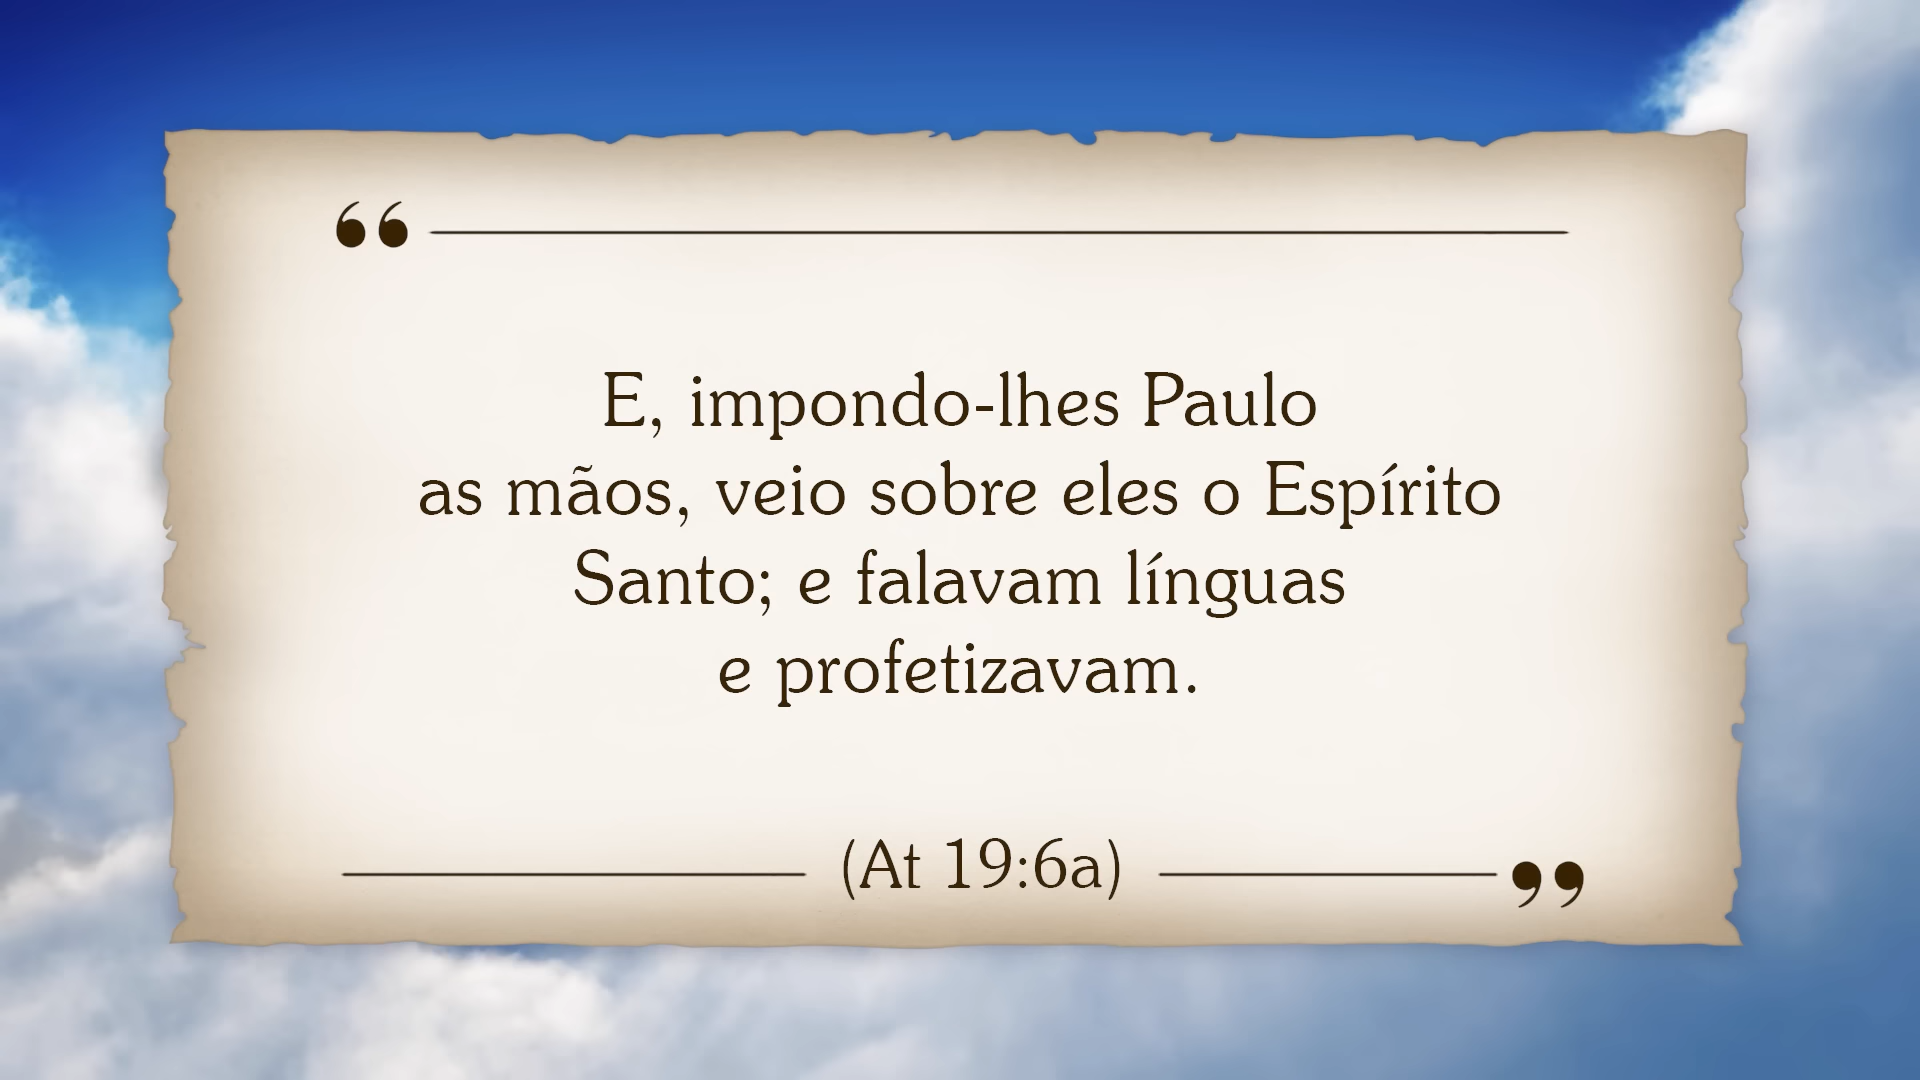 “
E, impondo-lhes Paulo
as mãos, veio sobre eles o Espírito
Santo; e falavam línguas
e profetizavam.
(At 19:6a)
”